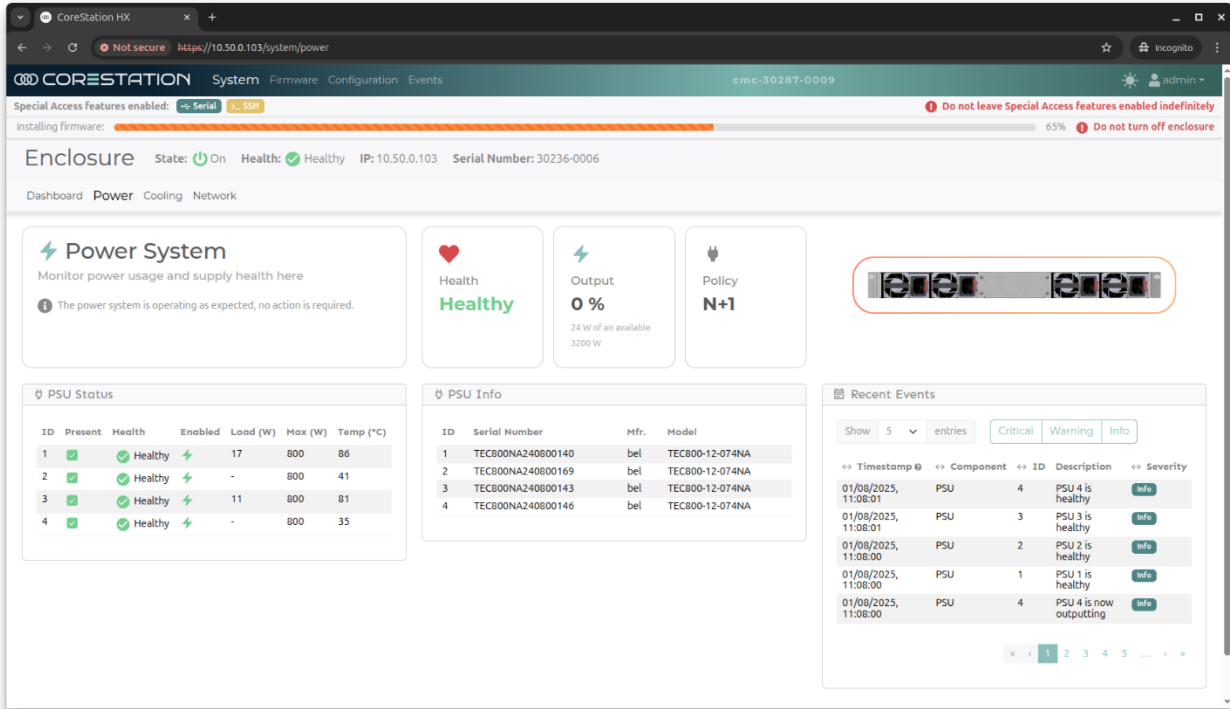 CoreStation HX
Not secure https://10.50.0.103/system/power
Incognito
CORESTATION System Firmware Configuration Events cmc-30287-0009 admin
Special Access features enabled: Serial >_ SSH Do not leave Special Access features enabled indefinitely
Installing firmware: 65% Do not turn off enclosure
Enclosure State: On Health: Healthy IP: 10.50.0.103 Serial Number: 30236-0006
Dashboard Power Cooling Network
Power System
Monitor power usage and supply health here
The power system is operating as expected, no action is required.
Health
Healthy
Output
0 %
24 W of an available
3200 W
Policy
N+1
PSU Status
ID Present Health Enabled Load (W) Max (W) Temp (°C)
1 Healthy 17 800 86
2 Healthy - 800 41
3 Healthy 11 800 81
4 Healthy - 800 35
PSU Info
ID Serial Number Mfr. Model
1 TEC800NA240800140 bel TEC800-12-074NA
2 TEC800NA240800169 bel TEC800-12-074NA
3 TEC800NA240800143 bel TEC800-12-074NA
4 TEC800NA240800146 bel TEC800-12-074NA
Recent Events
Show 5 entries Critical Warning Info
Timestamp Component ID Description Severity
01/08/2025, PSU 4 PSU 4 is Info
11:08:01 healthy
01/08/2025, PSU 3 PSU 3 is Info
11:08:01 healthy
01/08/2025, PSU 2 PSU 2 is Info
11:08:00 healthy
01/08/2025, PSU 1 PSU 1 is Info
11:08:00 healthy
01/08/2025, PSU 4 PSU 4 is now Info
11:08:00 outputting
« ‹ 1 2 3 4 5 ... › »